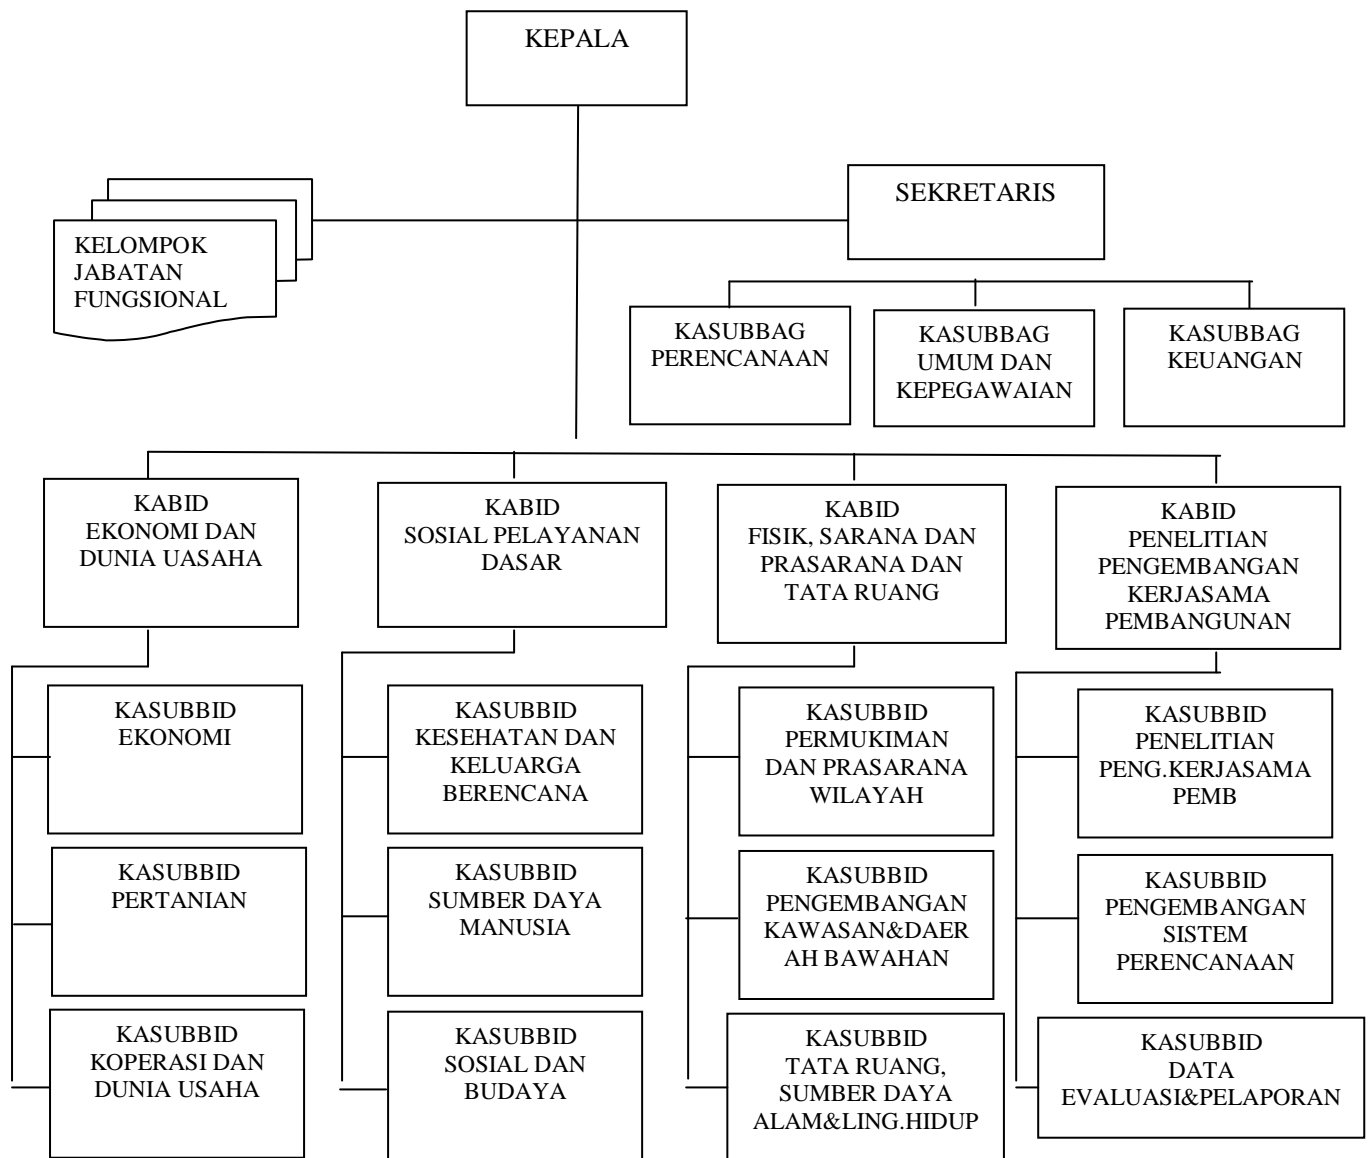 KEPALA
SEKRETARIS
KELOMPOK
JABATAN
FUNGSIONAL
KASUBBAG
PERENCANAAN
KASUBBAG
UMUM DAN
KEPEGAWAIAN
KASUBBAG
KEUANGAN
KABID
EKONOMI DAN
DUNIA UASAHA
KABID
SOSIAL PELAYANAN
DASAR
KABID
FISIK, SARANA DAN
PRASARANA DAN
TATA RUANG
KABID
PENELITIAN
PENGEMBANGAN
KERJASAMA
PEMBANGUNAN
KASUBBID
EKONOMI
KASUBBID
KESEHATAN DAN
KELUARGA
BERENCANA
KASUBBID
PERMUKIMAN
DAN PRASARANA
WILAYAH
KASUBBID
PENELITIAN
PENG.KERJASAMA
PEMB
KASUBBID
PERTANIAN
KASUBBID
SUMBER DAYA
MANUSIA
KASUBBID
PENGEMBANGAN
KAWASAN&DAER
AH BAWAHAN
KASUBBID
PENGEMBANGAN
SISTEM
PERENCANAAN
KASUBBID
KOPERASI DAN
DUNIA USAHA
KASUBBID
SOSIAL DAN
BUDAYA
KASUBBID
TATA RUANG,
SUMBER DAYA
ALAM&LING.HIDUP
KASUBBID
DATA
EVALUASI&PELAPORAN